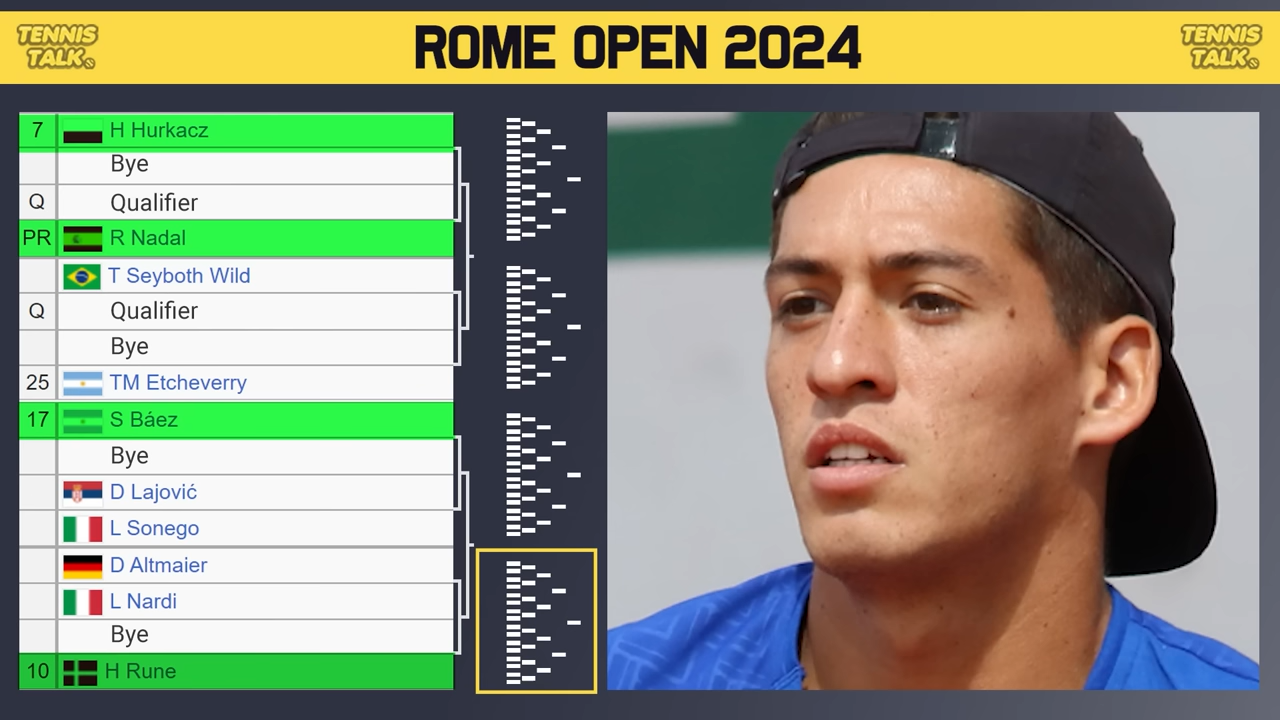 TENNIS
TALK
ROME OPEN 2024
TENNIS
TALK
7 H Hurkacz
Bye
Q Qualifier
PR R Nadal
T Seyboth Wild
Q Qualifier
Bye
25 TM Etcheverry
17 S Báez
Bye
D Lajović
L Sonego
D Altmaier
L Nardi
Bye
10 H Rune